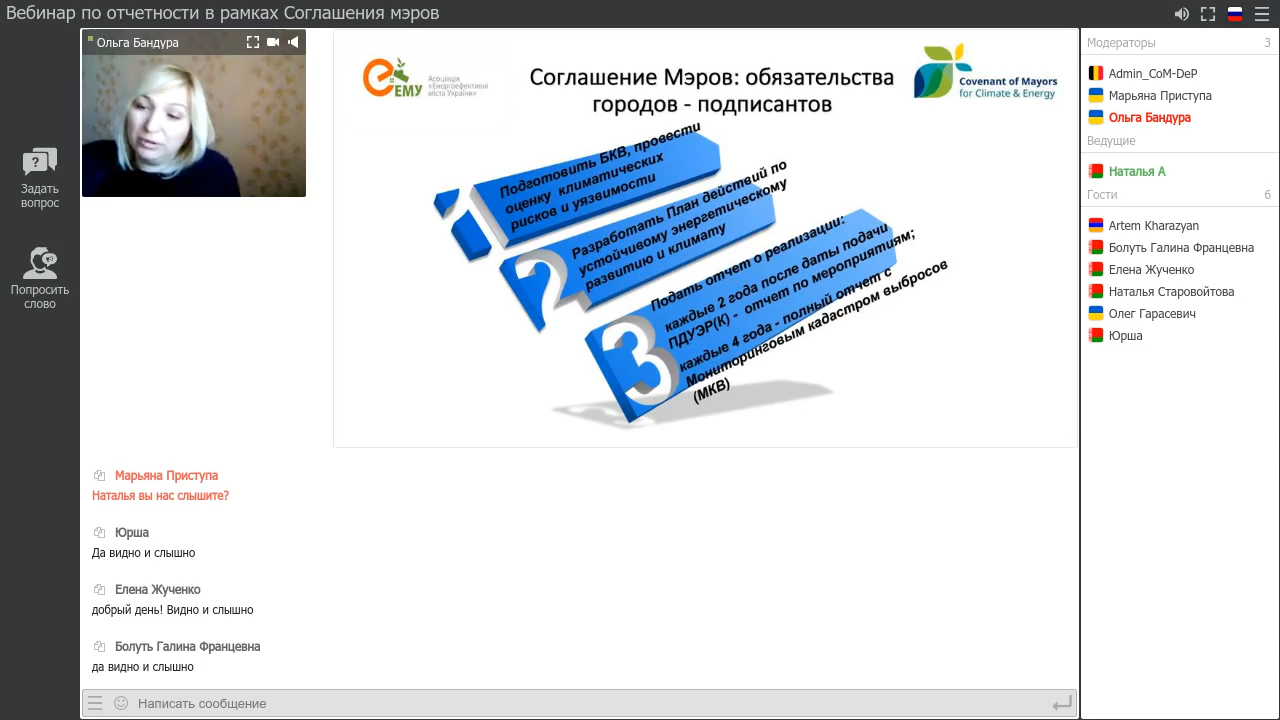 Вебинар по отчетности в рамках Соглашения мэров
Ольга Бандура
Задать
вопрос
Попросить
слово
ЕМУ
Асоціація
«Енергоефективні
міста України»
Соглашение Мэров: обязательства
городов - подписантов
Covenant of Mayors
for Climate & Energy
1
Подготовить БКВ, провести
оценку климатических
рисков и уязвимости
2
Разработать План действий по
устойчивому энергетическому
развитию и климату
3
Подать отчет о реализации:
каждые 2 года после даты подачи
ПДУЭР(К) - отчет по мероприятиям;
каждые 4 года - полный отчет с
Мониторинговым кадастром выбросов
(МКВ)
Марьяна Приступа
Наталья вы нас слышите?
Юрша
Да видно и слышно
Елена Жученко
добрый день! Видно и слышно
Болуть Галина Францевна
да видно и слышно
Написать сообщение
Модераторы 3
Admin_CoM-DeP
Марьяна Приступа
Ольга Бандура
Ведущие
Наталья А
Гости 6
Artem Kharazyan
Болуть Галина Францевна
Елена Жученко
Наталья Старовойтова
Олег Гарасевич
Юрша